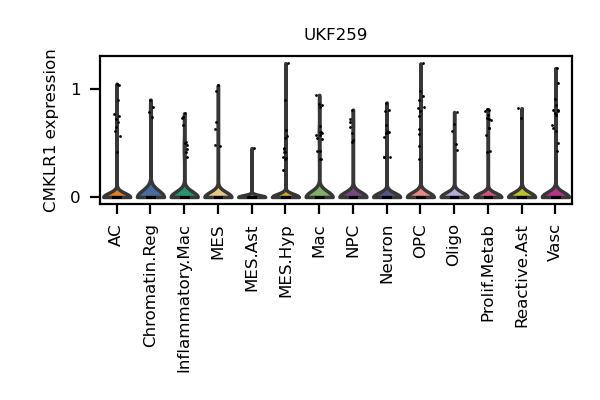 UKF259
CMKLR1 expression
1
0
AC
Chromatin.Reg
Inflammatory.Mac
MES
MES.Ast
MES.Hyp
Mac
NPC
Neuron
OPC
Oligo
Prolif.Metab
Reactive.Ast
Vasc